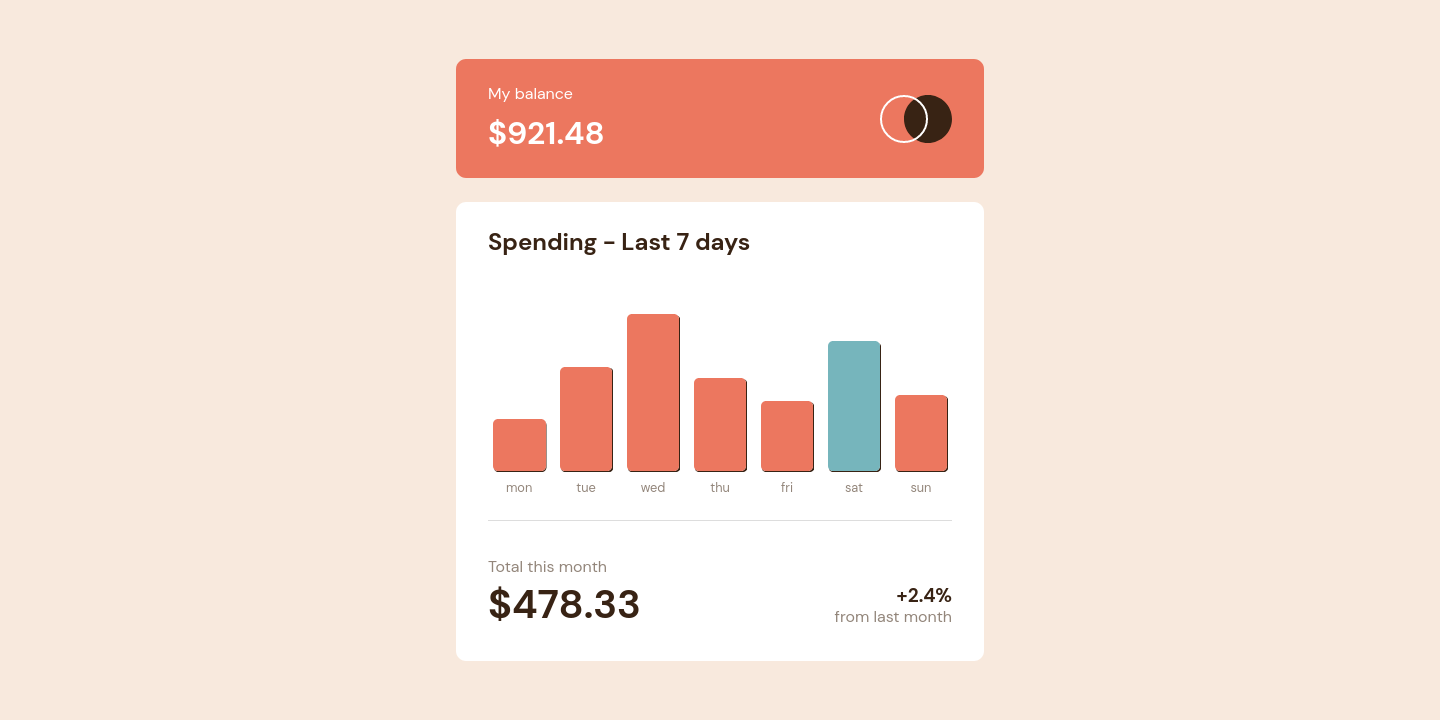 My balance
$921.48
Spending - Last 7 days
mon tue wed thu fri sat sun
Total this month
$478.33
+2.4%
from last month